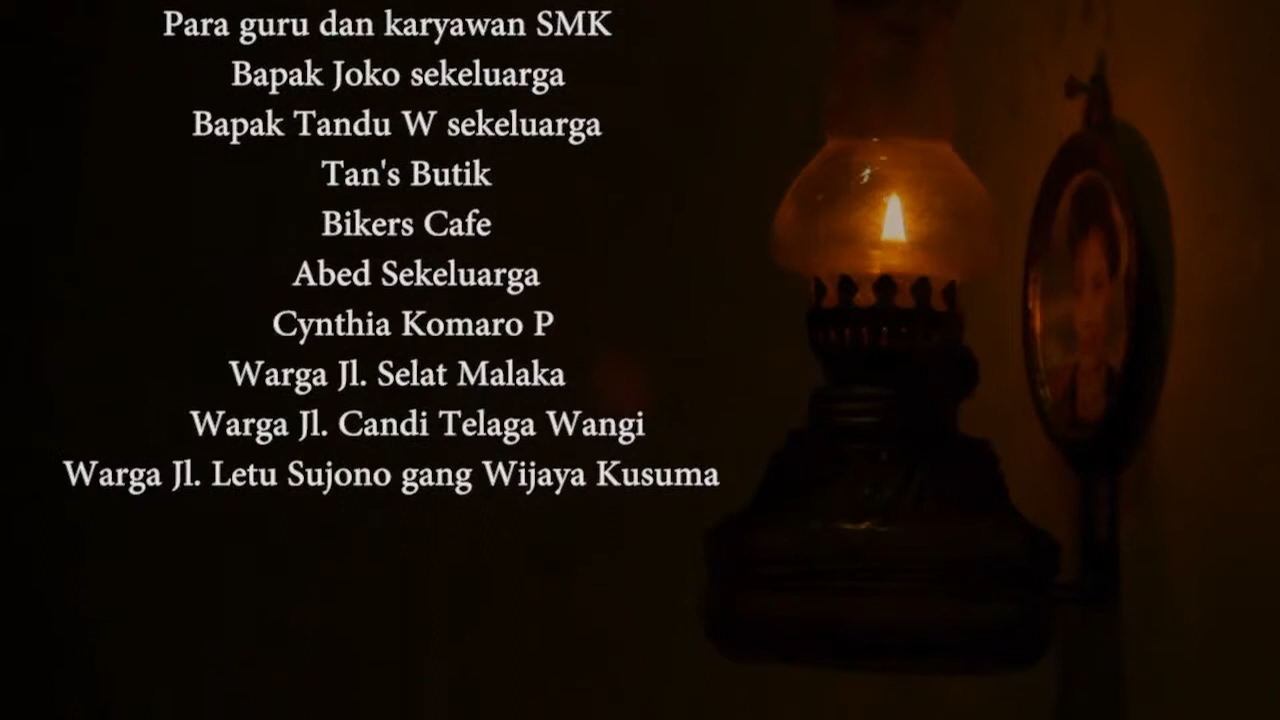 Para guru dan karyawan SMK
Bapak Joko sekeluarga
Bapak Tandu W sekeluarga
Tan's Butik
Bikers Cafe
Abed Sekeluarga
Cynthia Komaro P
Warga Jl. Selat Malaka
Warga Jl. Candi Telaga Wangi
Warga Jl. Letu Sujono gang Wijaya Kusuma